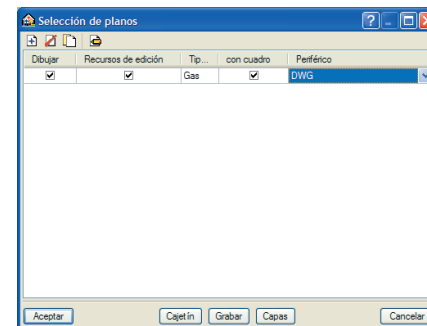 Selección de planos
Dibujar Recursos de edición Tip... con cuadro Periférico
Gas DWG
Aceptar Cajetín Grabar Capas Cancelar